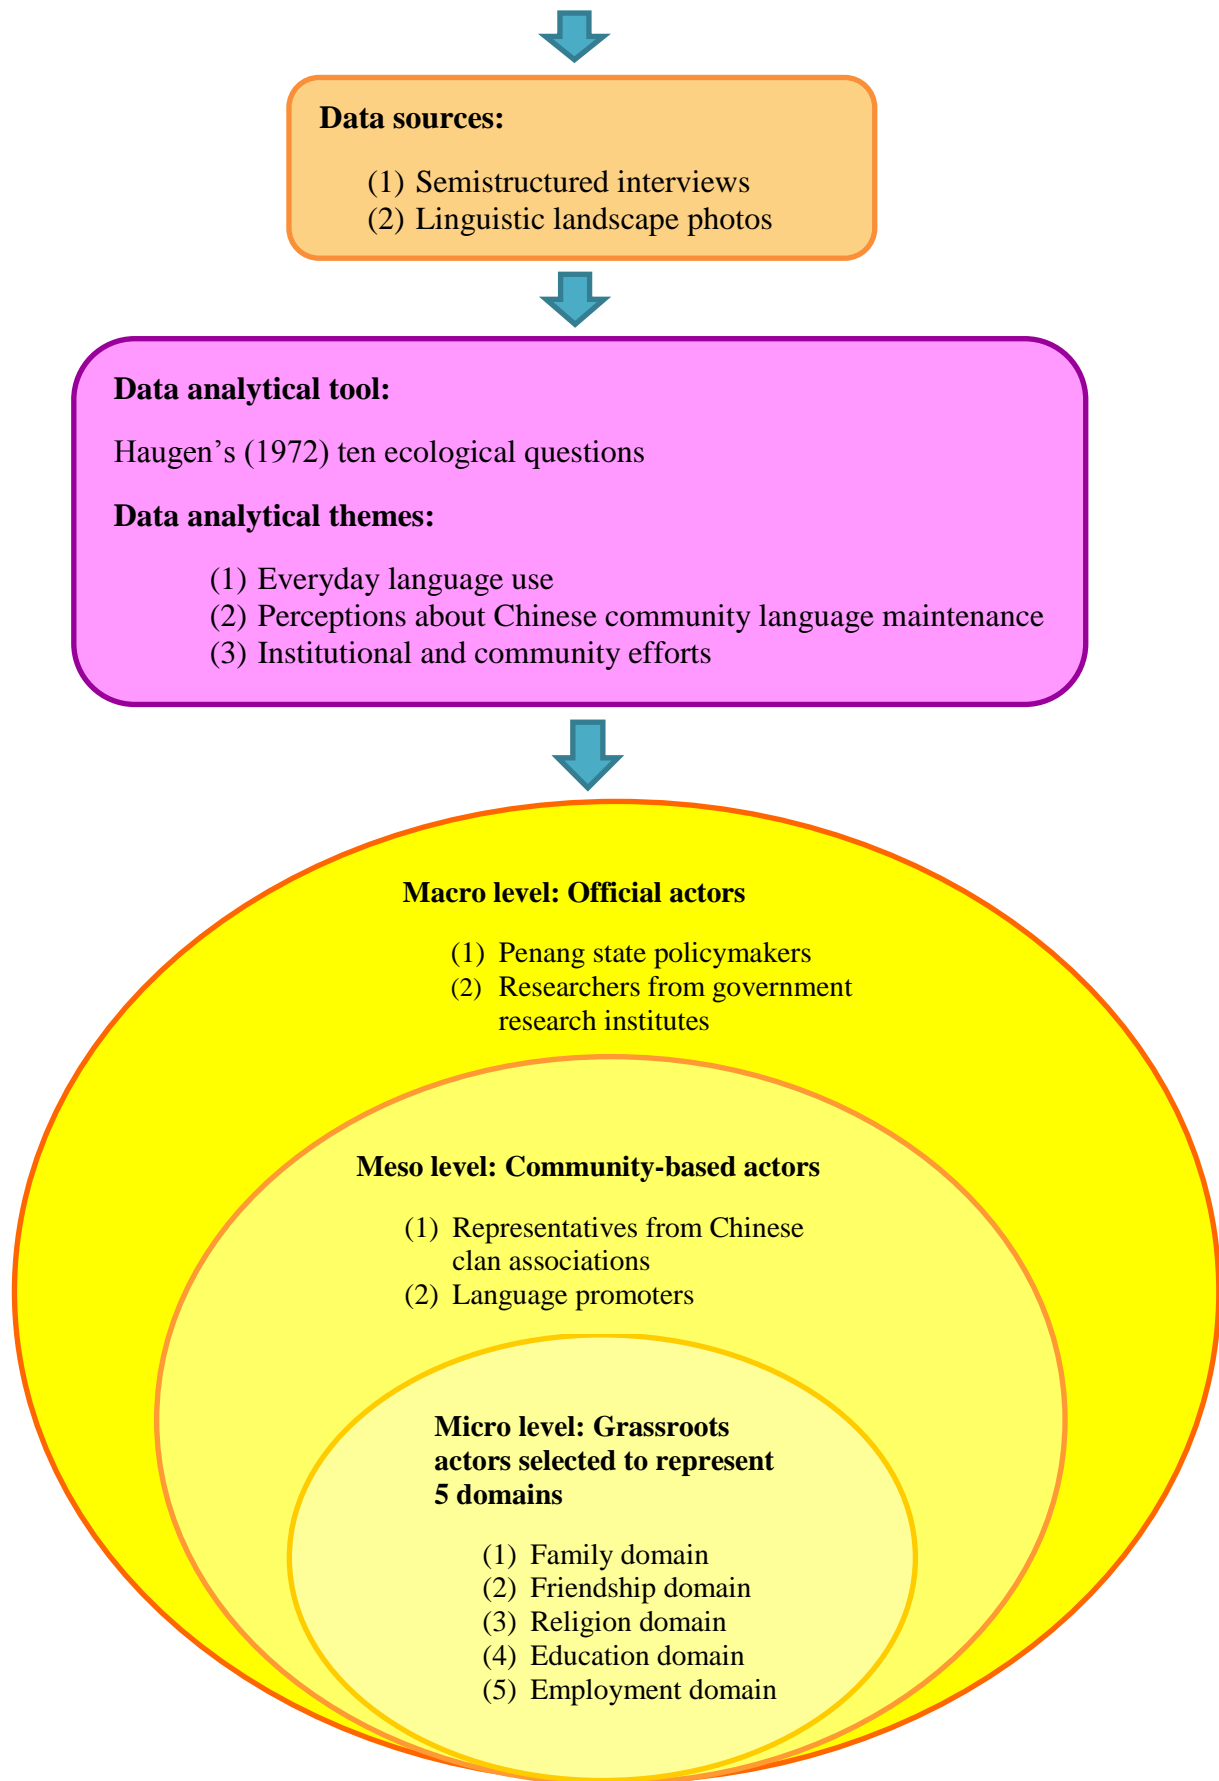 Data sources:
(1) Semistructured interviews
(2) Linguistic landscape photos
Data analytical tool:
Haugen’s (1972) ten ecological questions
Data analytical themes:
(1) Everyday language use
(2) Perceptions about Chinese community language maintenance
(3) Institutional and community efforts
Macro level: Official actors
(1) Penang state policymakers
(2) Researchers from government
research institutes
Meso level: Community-based actors
(1) Representatives from Chinese
clan associations
(2) Language promoters
Micro level: Grassroots
actors selected to represent
5 domains
(1) Family domain
(2) Friendship domain
(3) Religion domain
(4) Education domain
(5) Employment domain